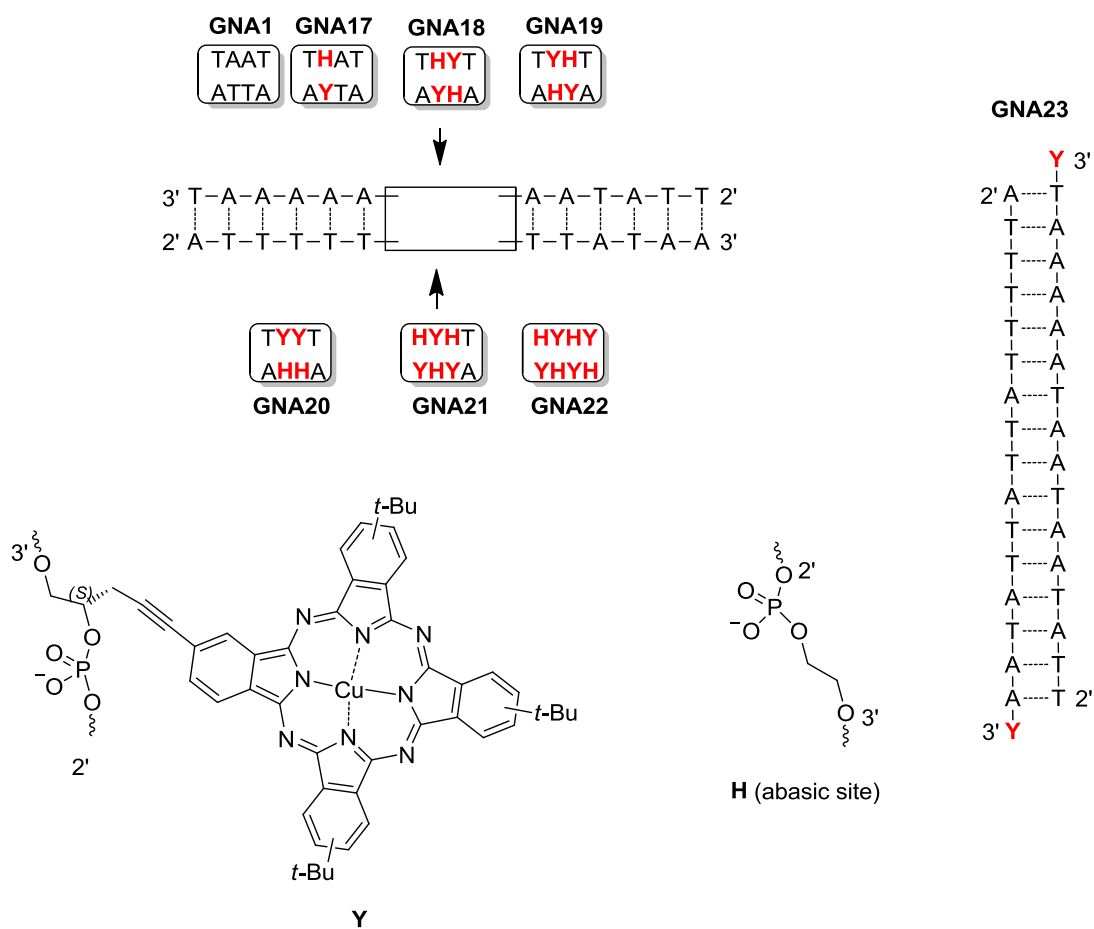 GNA1 GNA17 GNA18 GNA19
TAAT THAT THYT TYHT
ATTA AYTA AYHA AHYA
3' T-A-A-A-A-A A-A-T-A-T-T 2'
2' A-T-T-T-T-T T-T-A-T-A-A 3'
TYYT HYHT HYHY
AHHA YHYA YHYH
GNA20 GNA21 GNA22
GNA23
Y 3'
2' A T
T A
T A
T A
T A
T A
A T
T A
T A
A T
T A
T A
A T
T A
A T
A T 2'
3' Y
3'
O
(S)
O
O
P
-O
O
2'
t-Bu
N
N
N
N
Cu
N
N
N
N
t-Bu
t-Bu
Y
O 2'
O
P
-O
O
O 3'
H (abasic site)